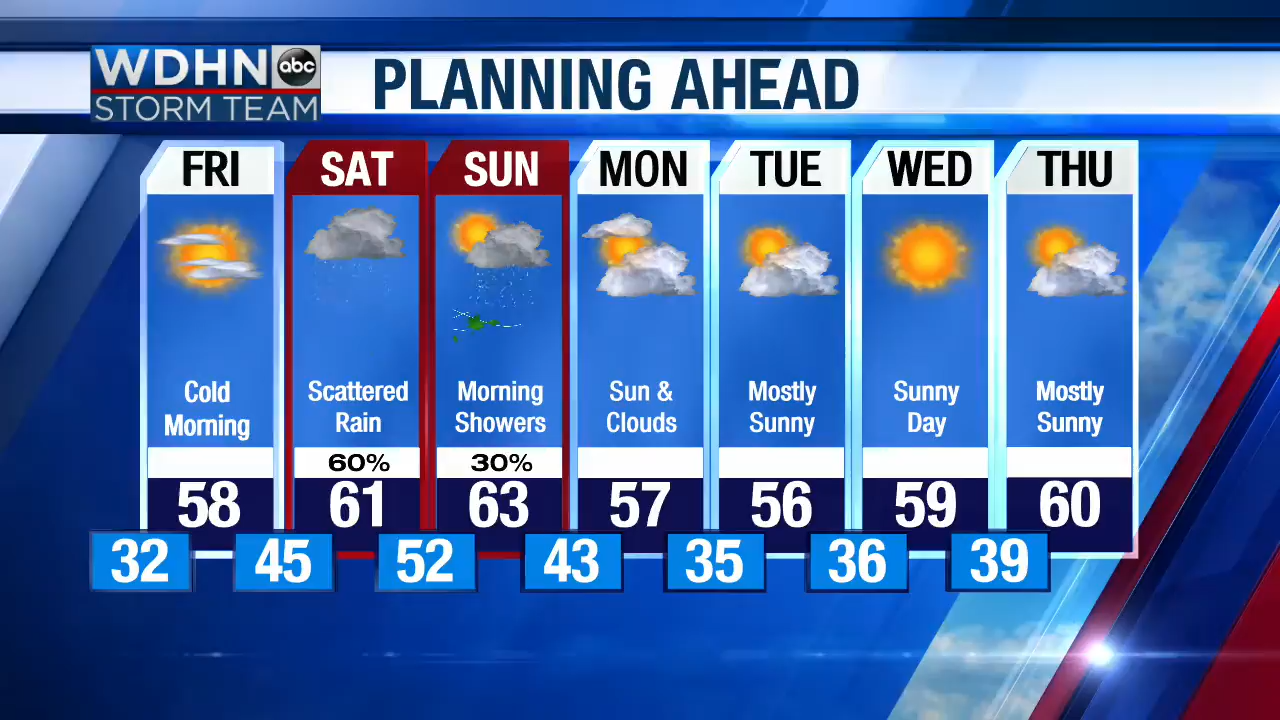 WDHN abc
STORM TEAM
PLANNING AHEAD
FRI SAT SUN MON TUE WED THU
Cold Scattered Morning Sun & Mostly Sunny Mostly
Morning Rain Showers Clouds Sunny Day Sunny
60% 30%
58 61 63 57 56 59 60
32 45 52 43 35 36 39